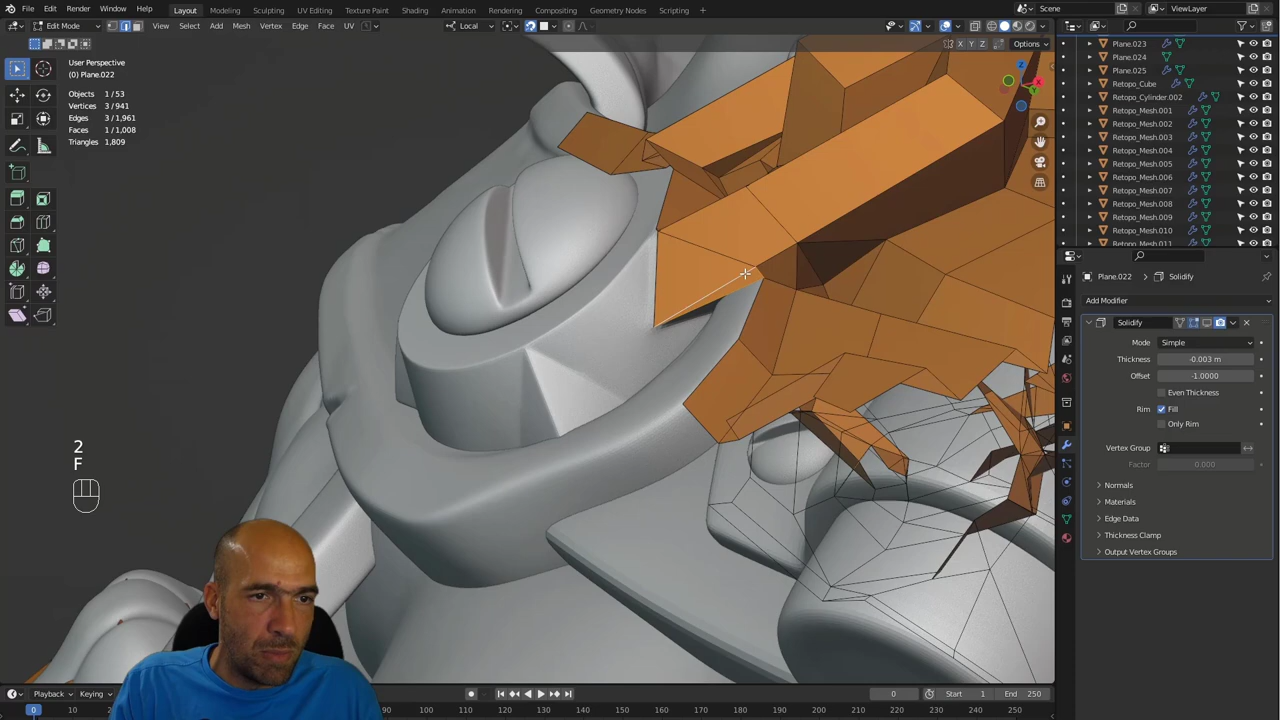 File Edit Render Window Help Layout Modeling Sculpting UV Editing Texture Paint Shading Animation Rendering Compositing Geometry Nodes Scripting Scene ViewLayer
Edit Mode View Select Add Mesh Vertex Edge Face UV Local
X Y Z Options
User Perspective
(0) Plane.022
Objects 1 / 53
Vertices 3 / 941
Edges 3 / 1,961
Faces 1 / 1,008
Triangles 1,809
Z
X
Y
2
F
Plane.023
Plane.024
Plane.025
Retopo_Cube
Retopo_Cylinder.002
Retopo_Mesh.001
Retopo_Mesh.002
Retopo_Mesh.003
Retopo_Mesh.004
Retopo_Mesh.005
Retopo_Mesh.006
Retopo_Mesh.007
Retopo_Mesh.008
Retopo_Mesh.009
Retopo_Mesh.010
Retopo_Mesh.011
Plane.022 Solidify
Add Modifier
Solidify
Mode Simple
Thickness -0.003 m
Offset -1.0000
Even Thickness
Rim Fill
Only Rim
Vertex Group
Factor 0.000
Normals
Materials
Edge Data
Thickness Clamp
Output Vertex Groups
Playback Keying 0 Start 1 End 250
0 10 70 80 90 100 110 120 130 140 150 160 170 180 190 200 210 220 230 240 250